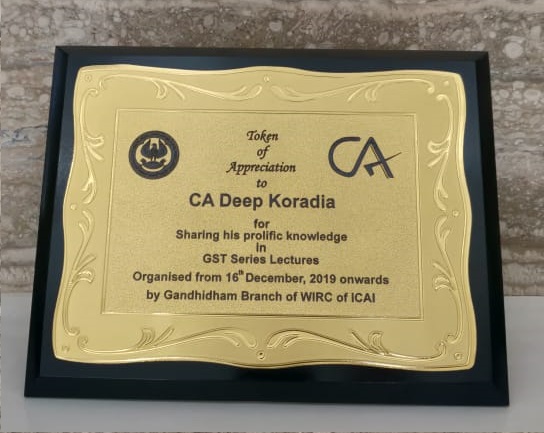 Token
of
Appreciation
to
CA
CA Deep Koradia
for
Sharing his prolific knowledge
in
GST Series Lectures
Organised from 16th December, 2019 onwards
by Gandhidham Branch of WIRC of ICAI